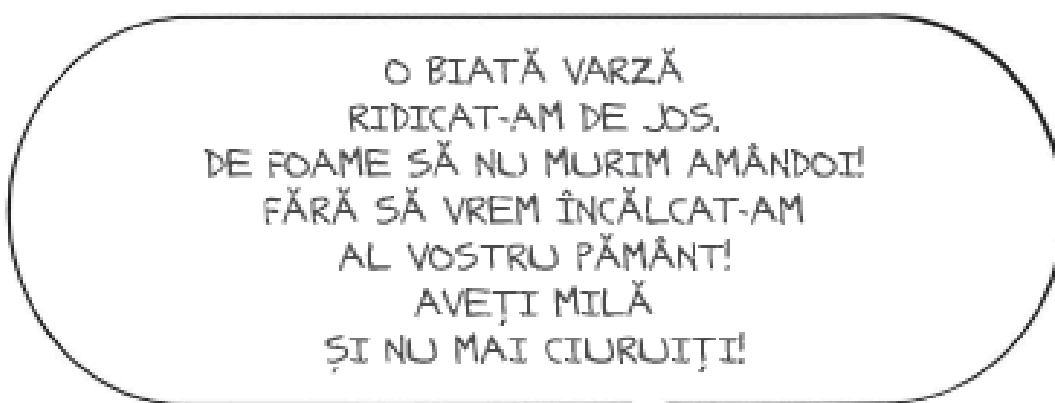 O BIATĂ VARZĂ
RIDICAT-AM DE JOS.
DE FOAME SĂ NU MURIM AMÂNDOI!
FĂRĂ SĂ VREM ÎNCĂLCAT-AM
AL VOSTRU PĂMÂNT!
AVEȚI MILĂ
ȘI NU MAI CIURUIȚI!